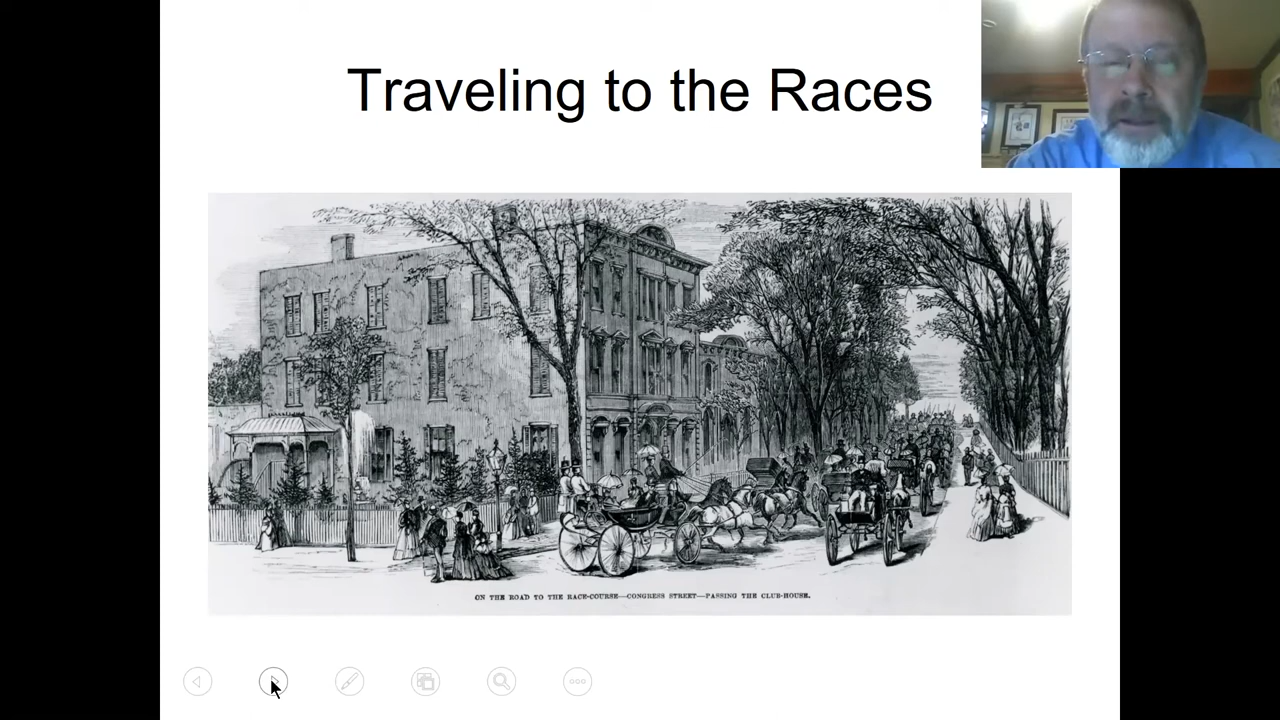 Traveling to the Races
ON THE ROAD TO THE RACE-COURSE—CONGRESS STREET—PASSING THE CLUB-HOUSE.